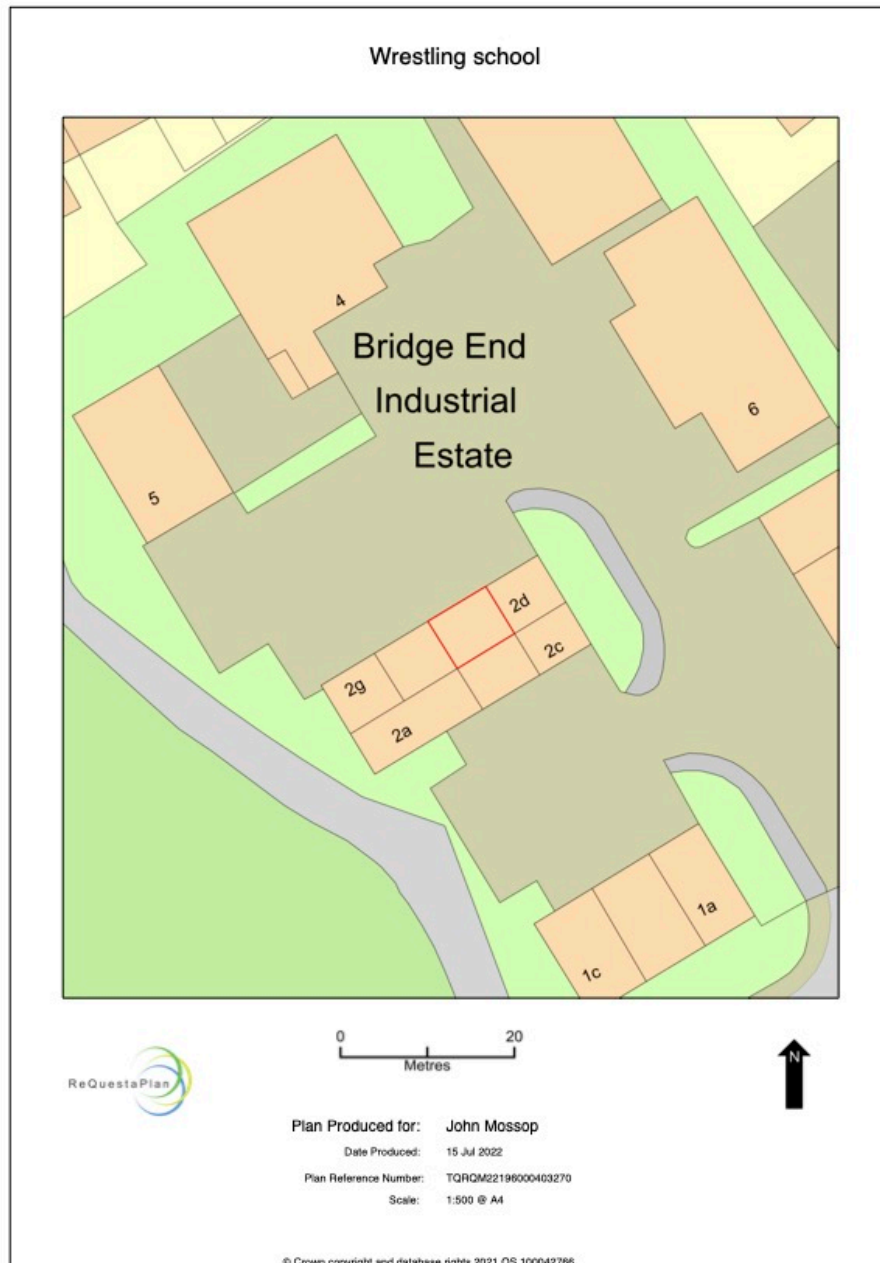 Wrestling school
4
Bridge End
Industrial
Estate
6
5
2d
2c
2g
2a
1a
1c
0 20
Metres
N
ReQuestaPlan
Plan Produced for: John Mossop
Date Produced: 15 Jul 2022
Plan Reference Number: TQRQM22196000403270
Scale: 1:500 @ A4
© Crown copyright and database rights 2021 OS 100042766